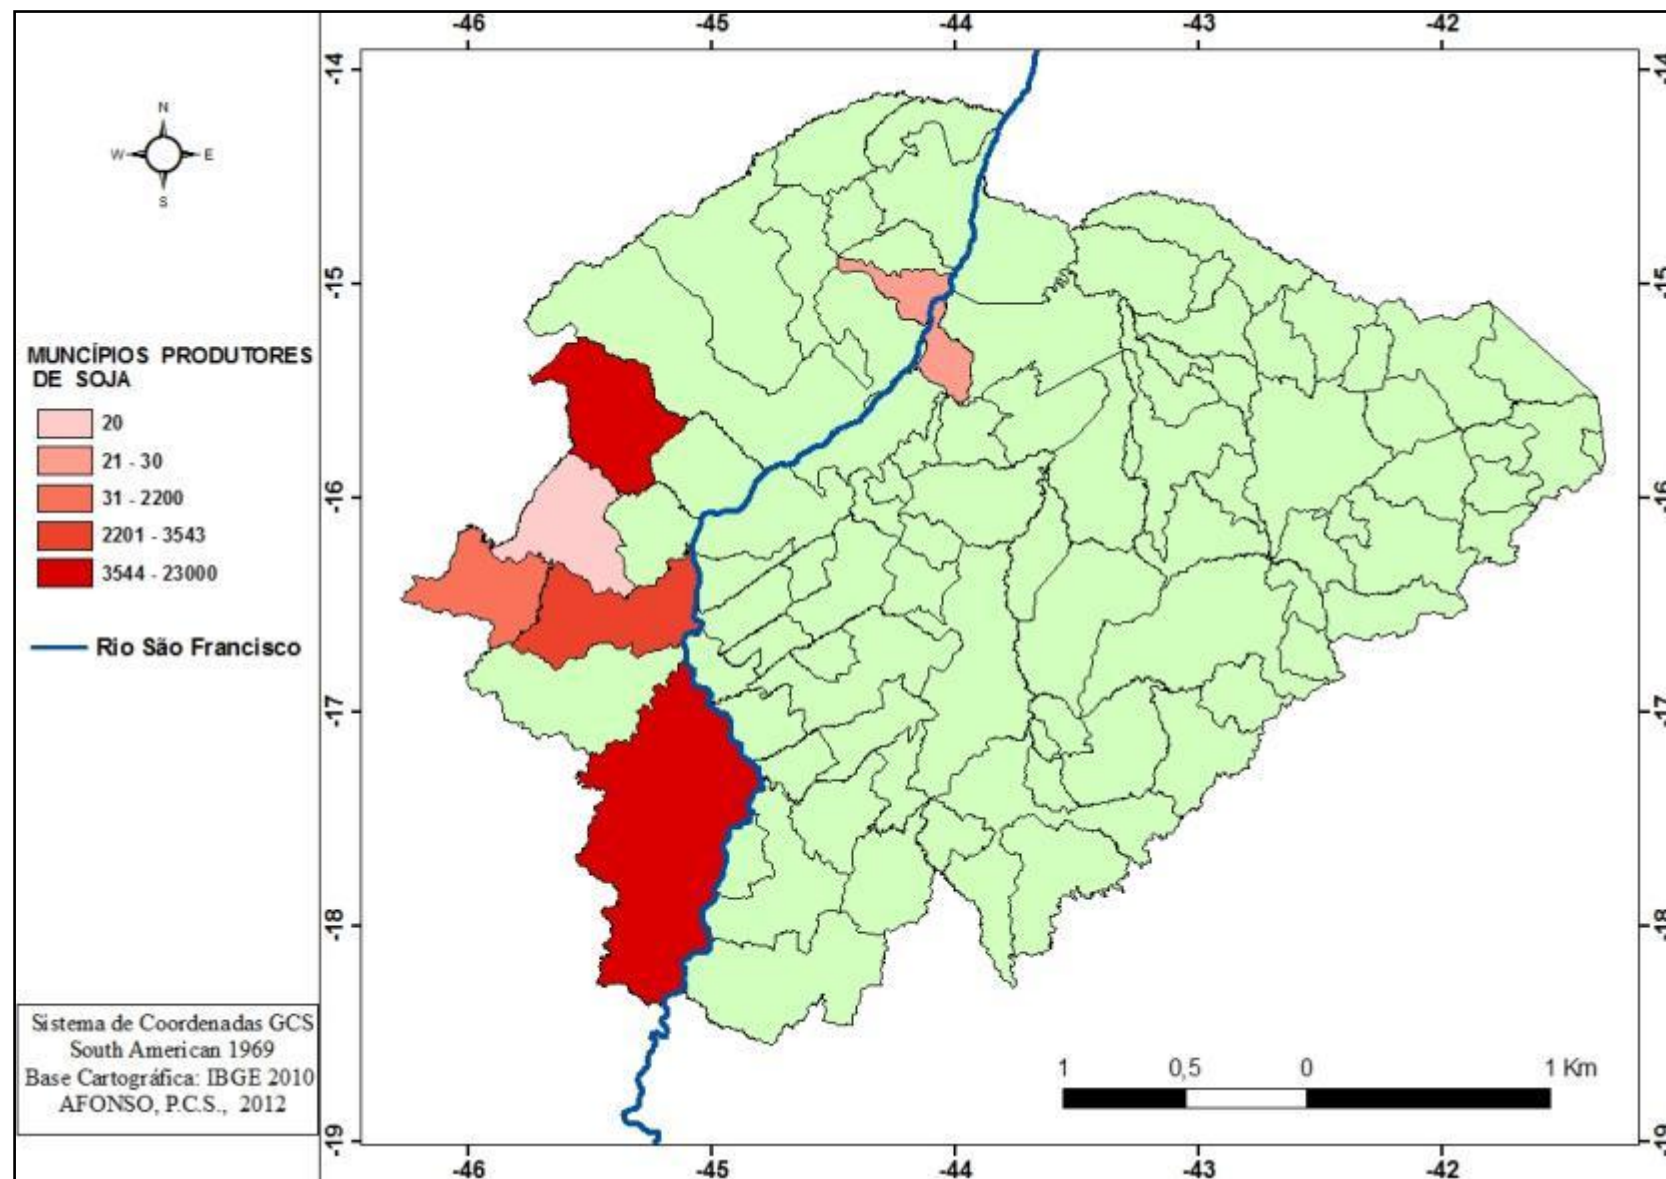 -46 -45 -44 -43 -42
N
W E
S
MUNCÍPIOS PRODUTORES
DE SOJA
20
21 - 30
31 - 2200
2201 - 3543
3544 - 23000
Rio São Francisco
-14 -14
-15 -15
-16 -16
-17 -17
-18 -18
-19 -19
Sistema de Coordenadas GCS
South American 1969
Base Cartográfica: IBGE 2010
AFONSO, P.C.S., 2012
1 0,5 0 1 Km
-46 -45 -44 -43 -42